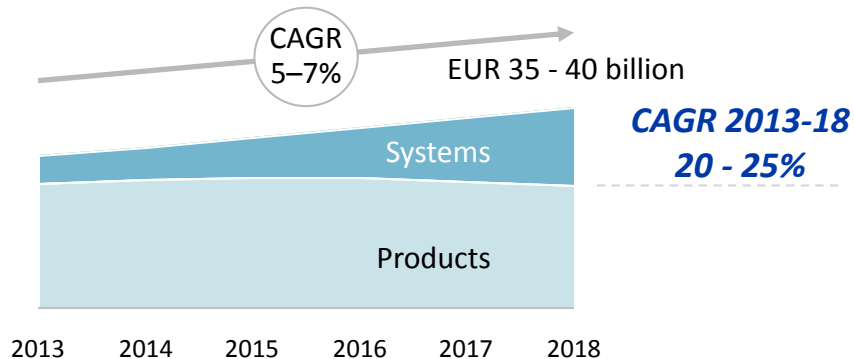 CAGR
5–7%
EUR 35 - 40 billion
CAGR 2013-18
20 - 25%
Systems
Products
2013 2014 2015 2016 2017 2018